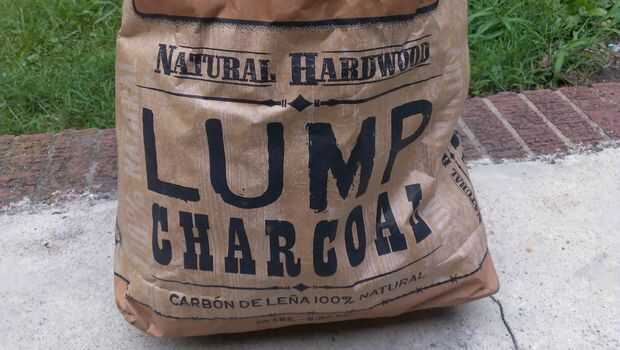 NATURAL HARDWOOD
LUMP
CHARCOAL
CARBÓN DE LEÑA 100% NATURAL